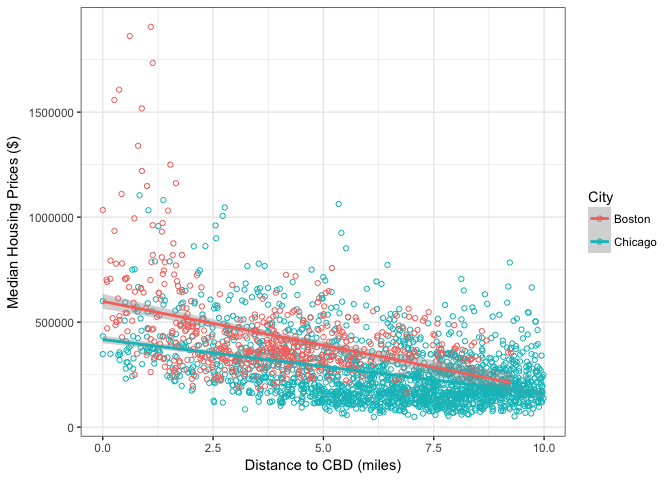 Median Housing Prices ($)
1500000
1000000
500000
0
0.0 2.5 5.0 7.5 10.0
Distance to CBD (miles)
City
Boston
Chicago